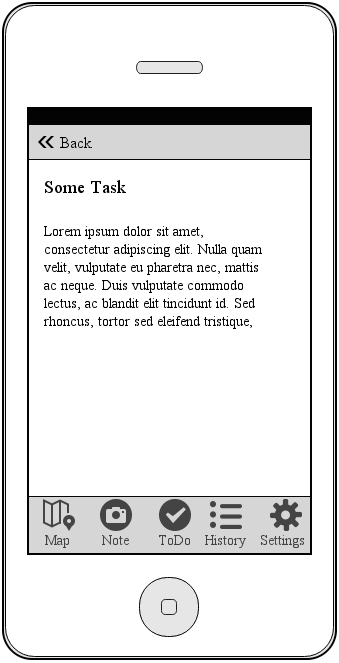 Back
Some Task
Lorem ipsum dolor sit amet,
consectetur adipiscing elit. Nulla quam
velit, vulputate eu pharetra nec, mattis
ac neque. Duis vulputate commodo
lectus, ac blandit elit tincidunt id. Sed
rhoncus, tortor sed eleifend tristique,
Map Note ToDo History Settings